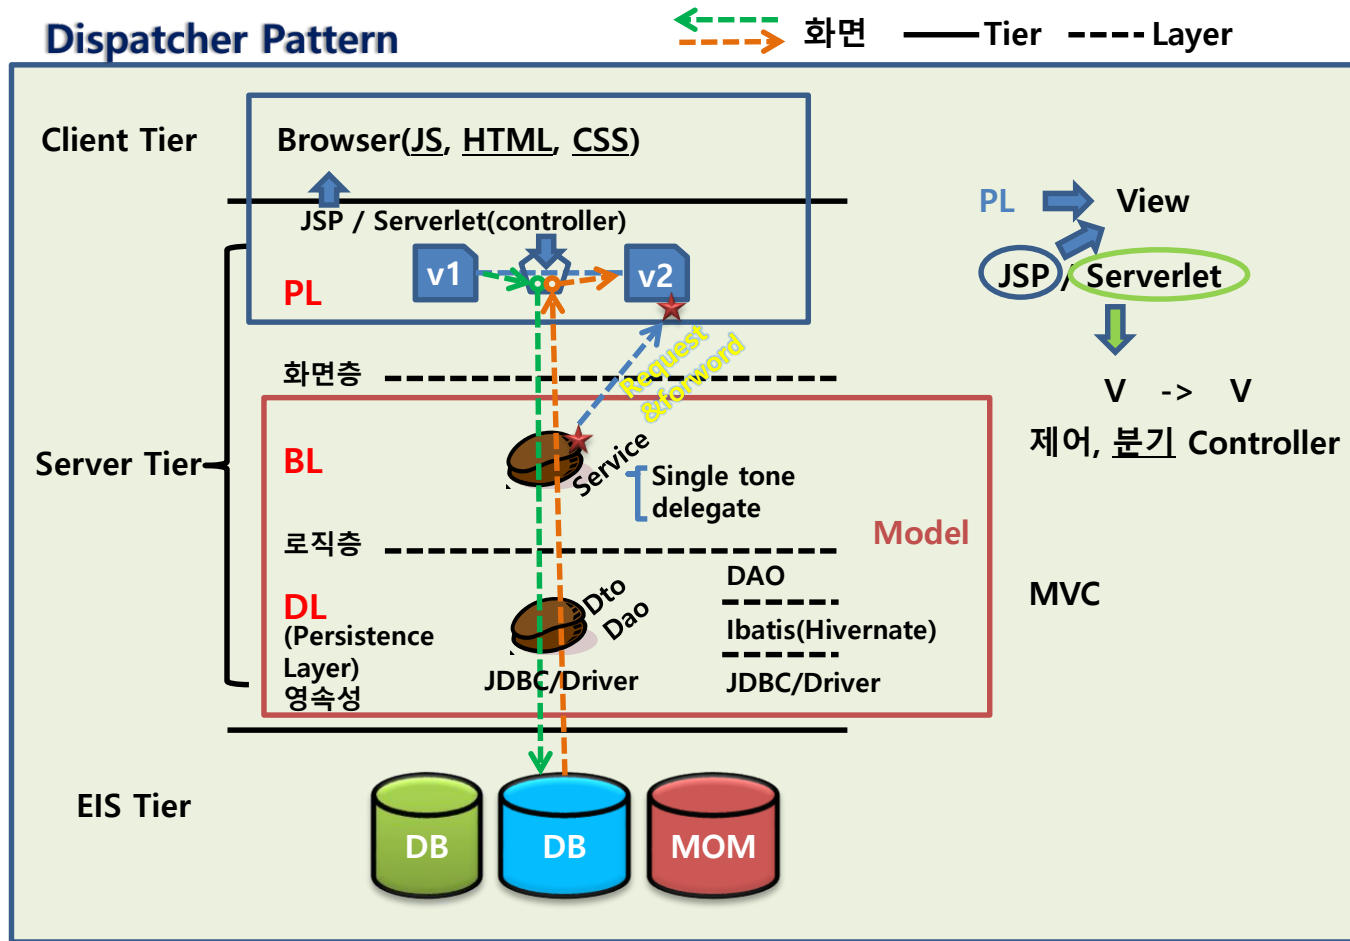 Dispatcher Pattern
화면
Tier
Layer
Client Tier
Browser(JS, HTML, CSS)
JSP / Serverlet(controller)
v1
v2
PL
화면층
Request
&forword
Server Tier
BL
Service
Single tone
delegate
로직층
Model
DL
(Persistence
Layer)
영속성
Dto
Dao
JDBC/Driver
DAO
Ibatis(Hivernate)
JDBC/Driver
EIS Tier
DB
DB
MOM
PL
View
JSP / Serverlet
V -> V
제어, 분기 Controller
MVC